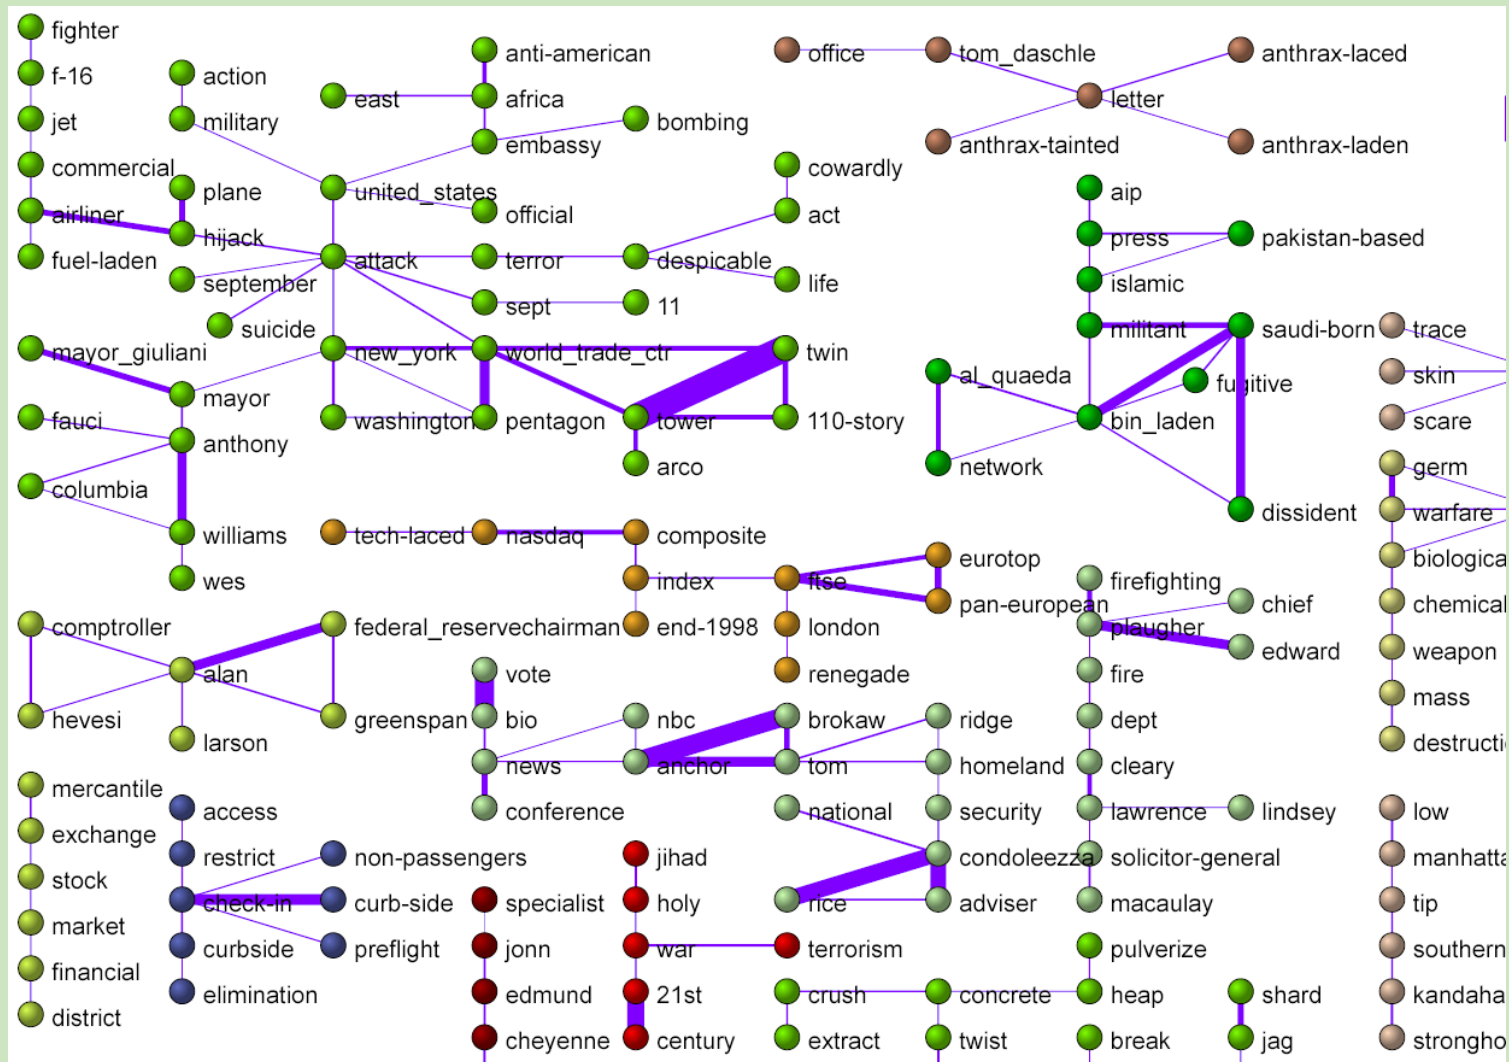 fighter
anti-american
office
tom_daschle
anthrax-laced
f-16
action
east
africa
letter
jet
military
embassy
bombing
anthrax-tainted
anthrax-laden
commercial
plane
united_states
cowardly
aip
airliner
hijack
official
act
press
pakistan-based
fuel-laden
attack
terror
despicable
september
life
islamic
sept
11
suicide
militant
saudi-born
trace
mayor_giuliani
new_york
world_trade_ctr
twin
al_quaeda
fugitive
skin
mayor
fauci
washington
pentagon
tower
110-story
bin_laden
scare
anthony
arco
network
germ
columbia
dissident
warfare
williams
tech-laced
nasdaq
composite
eurotop
biologica
wes
index
ftse
firefighting
pan-european
chief
chemical
comptroller
federal_reservechairman
end-1998
london
plaugher
edward
weapon
alan
vote
renegade
fire
mass
hevesi
greenspan
bio
nbc
brokaw
ridge
dept
larson
destructi
news
anchor
tom
homeland
cleary
mercantile
access
conference
national
security
lawrence
lindsey
low
exchange
restrict
non-passengers
jihad
condoleezza
solicitor-general
manhatta
stock
check-in
curb-side
specialist
holy
rice
adviser
macaulay
tip
market
curbside
preflight
jonn
war
terrorism
pulverize
southern
financial
elimination
edmund
21st
crush
concrete
heap
shard
kandaha
district
cheyenne
century
extract
twist
break
jag
strongho